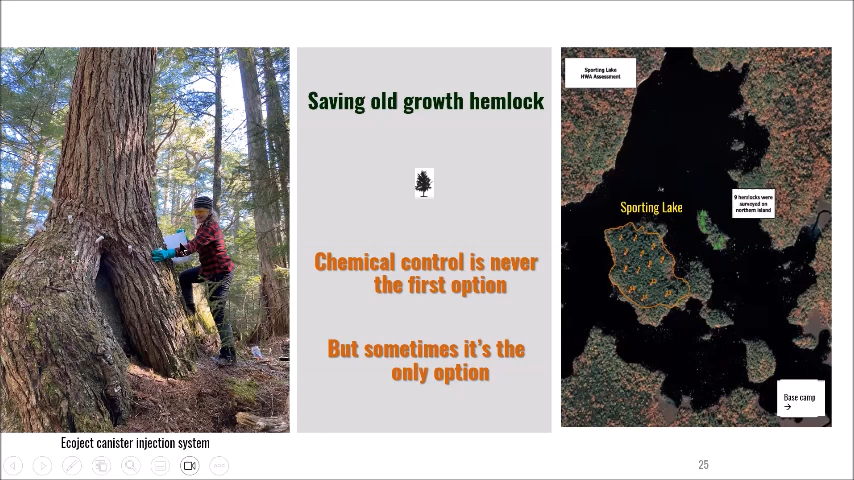 Saving old growth hemlock
Chemical control is never
the first option
But sometimes it's the
only option
Ecoject canister injection system
Sporting Lake
HWA Assessment
Sporting Lake
9 hemlocks were
surveyed on
northern island
Base camp
→
25